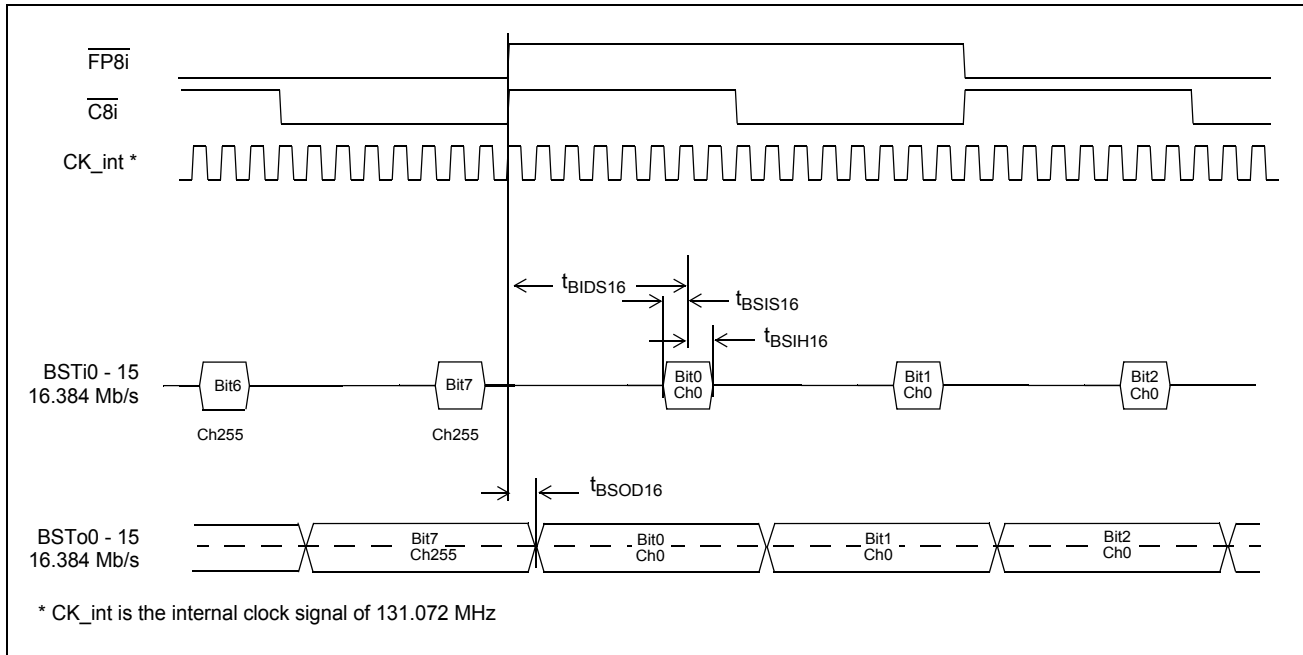 FP8i
C8i
CK_int *
tBIDS16
tBSIS16
tBSIH16
BSTi0 - 15
16.384 Mb/s
Bit6
Ch255
Bit7
Ch255
Bit0
Ch0
Bit1
Ch0
Bit2
Ch0
tBSOD16
BSTo0 - 15
16.384 Mb/s
Bit7
Ch255
Bit0
Ch0
Bit1
Ch0
Bit2
Ch0
* CK_int is the internal clock signal of 131.072 MHz